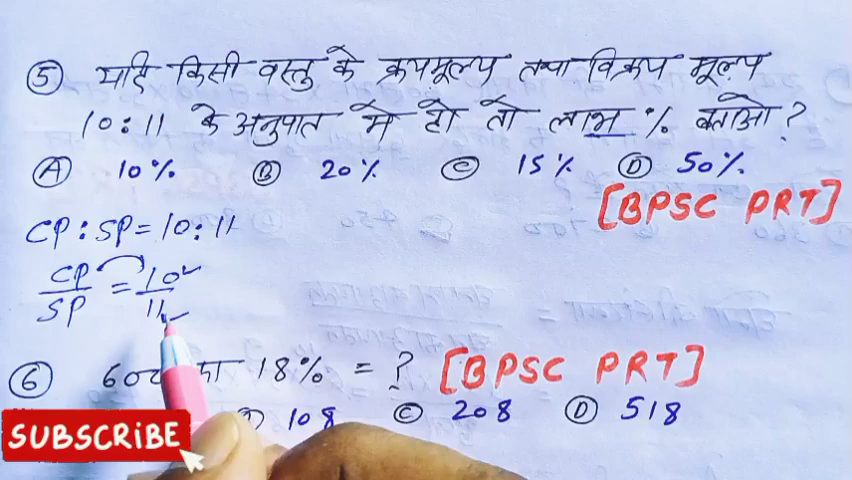 ⑤ यदि किसी वस्तु के क्रयमूल्य तथा विक्रय मूल्य
10:11 के अनुपात मे हो तो लाभ % बताओ?
Ⓐ 10% Ⓑ 20% Ⓒ 15% Ⓓ 50%
[BPSC PRT]
CP:SP=10:11
CP/SP = 10/11
⑥ का 18% = ? [BPSC PRT]
108 Ⓒ 208 Ⓓ 518
SUBSCRIBE